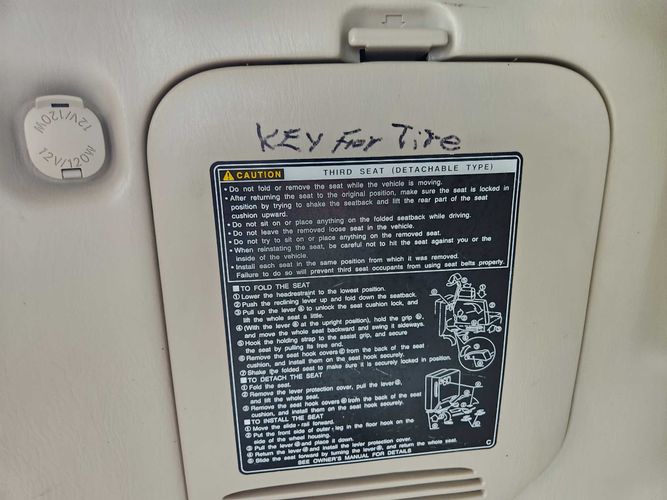 12V/120W
12V/120W
KEY For Tire
CAUTION
THIRD SEAT (DETACHABLE TYPE)
• Do not fold or remove the seat while the vehicle is moving.
• After returning the seat to the original position, make sure the seat is locked in
position by trying to shake the seatback and lift the rear part of the seat
cushion upward.
• Do not sit on or place anything on the folded seatback while driving.
• Do not leave the removed loose seat in the vehicle.
• Do not try to sit on or place anything on the removed seat.
• When reinstating the seat, be careful not to hit the seat against you or the
inside of the vehicle.
• Install each seat in the same position from which it was removed.
Failure to do so will prevent third seat occupants from using seat belts properly.
■ TO FOLD THE SEAT
① Lower the headrestraint to the lowest position.
② Push the reclining lever up and fold down the seatback.
③ Pull up the lever to unlock the seat cushion lock, and
lift the whole seat a little.
④ (With the lever at the upright position), hold the grip
and move the whole seat backward and swing it sideways.
⑤ Hook the holding strap to the assist grip, and secure
the seat by pulling its free end.
⑥ Remove the seat hook covers from the back of the seat
cushion, and install them on the seat hook securely.
⑦ Shake the folded seat to make sure it is securely locked in position.
■ TO DETACH THE SEAT
① Fold the seat.
② Remove the lever protection cover, pull the lever,
and lift the whole seat.
③ Remove the seat hook covers from the back of the seat
cushion, and install them on the seat hook securely.
■ TO INSTALL THE SEAT
① Move the slide-rail forward.
② Put the front side of outer-leg in the floor hook on the
side of the wheel housing.
③ Pull the lever and place it down.
④ Return the lever and install the lever protection cover.
⑤ Slide the seat forward by turning the lever, and return the whole seat.
SEE OWNER'S MANUAL FOR DETAILS
C